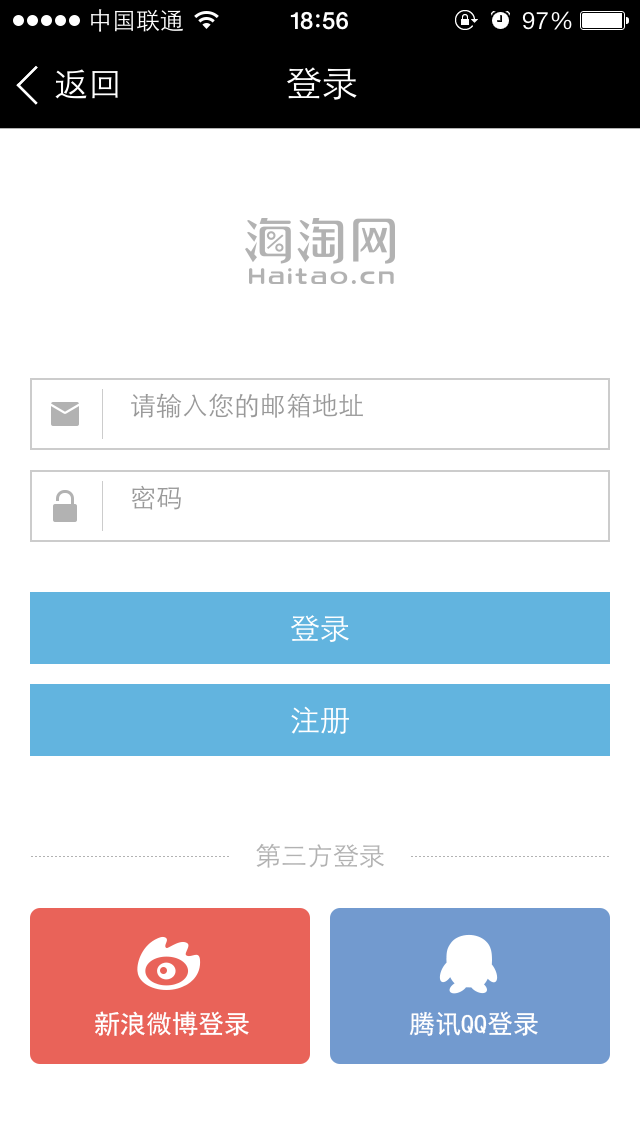 中国联通 18:56 97%
返回 登录
海淘网
Haitao.cn
请输入您的邮箱地址
密码
登录
注册
第三方登录
新浪微博登录 腾讯QQ登录